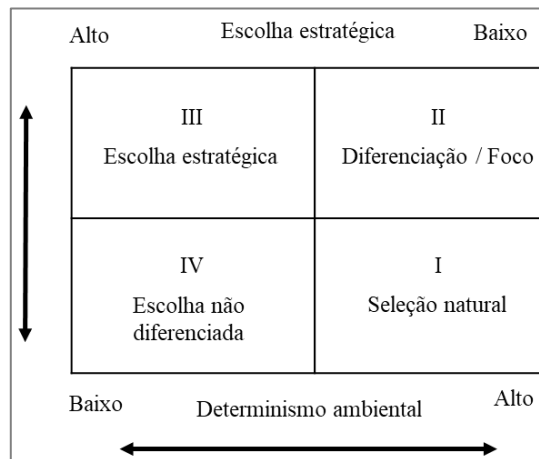 Alto Escolha estratégica Baixo
III
Escolha estratégica
II
Diferenciação / Foco
IV
Escolha não
diferenciada
I
Seleção natural
Baixo Determinismo ambiental Alto